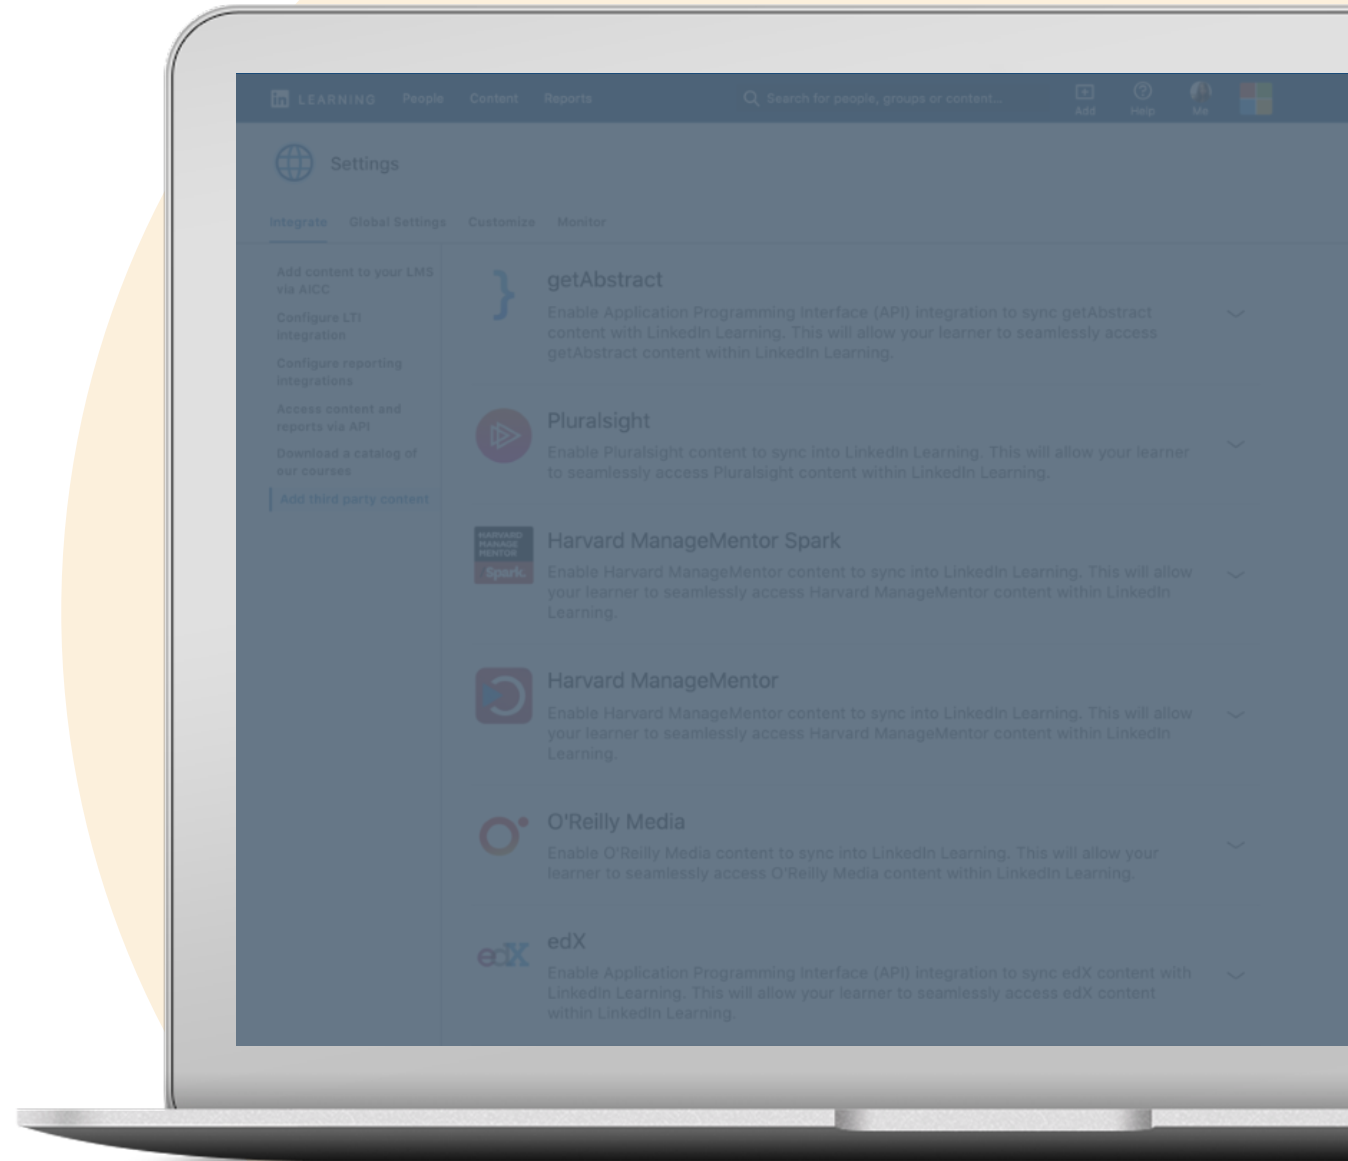 in LEARNING People Content Reports Search for people, groups or content... Add Help Me
Settings
Integrate Global Settings Customize Monitor
Add content to your LMS
via AICC
Configure LTI
integration
Configure reporting
integrations
Access content and
reports via API
Download a catalog of
our courses
Add third party content
getAbstract
Enable Application Programming Interface (API) integration to sync getAbstract
content with LinkedIn Learning. This will allow your learner to seamlessly access
getAbstract content within LinkedIn Learning.
Pluralsight
Enable Pluralsight content to sync into LinkedIn Learning. This will allow your learner
to seamlessly access Pluralsight content within LinkedIn Learning.
HARVARD
MANAGE
MENTOR
Spark.
Harvard ManageMentor Spark
Enable Harvard ManageMentor content to sync into LinkedIn Learning. This will allow
your learner to seamlessly access Harvard ManageMentor content within LinkedIn
Learning.
Harvard ManageMentor
Enable Harvard ManageMentor content to sync into LinkedIn Learning. This will allow
your learner to seamlessly access Harvard ManageMentor content within LinkedIn
Learning.
O'Reilly Media
Enable O'Reilly Media content to sync into LinkedIn Learning. This will allow your
learner to seamlessly access O'Reilly Media content within LinkedIn Learning.
edX
edX
Enable Application Programming Interface (API) integration to sync edX content with
LinkedIn Learning. This will allow your learner to seamlessly access edX content
within LinkedIn Learning.